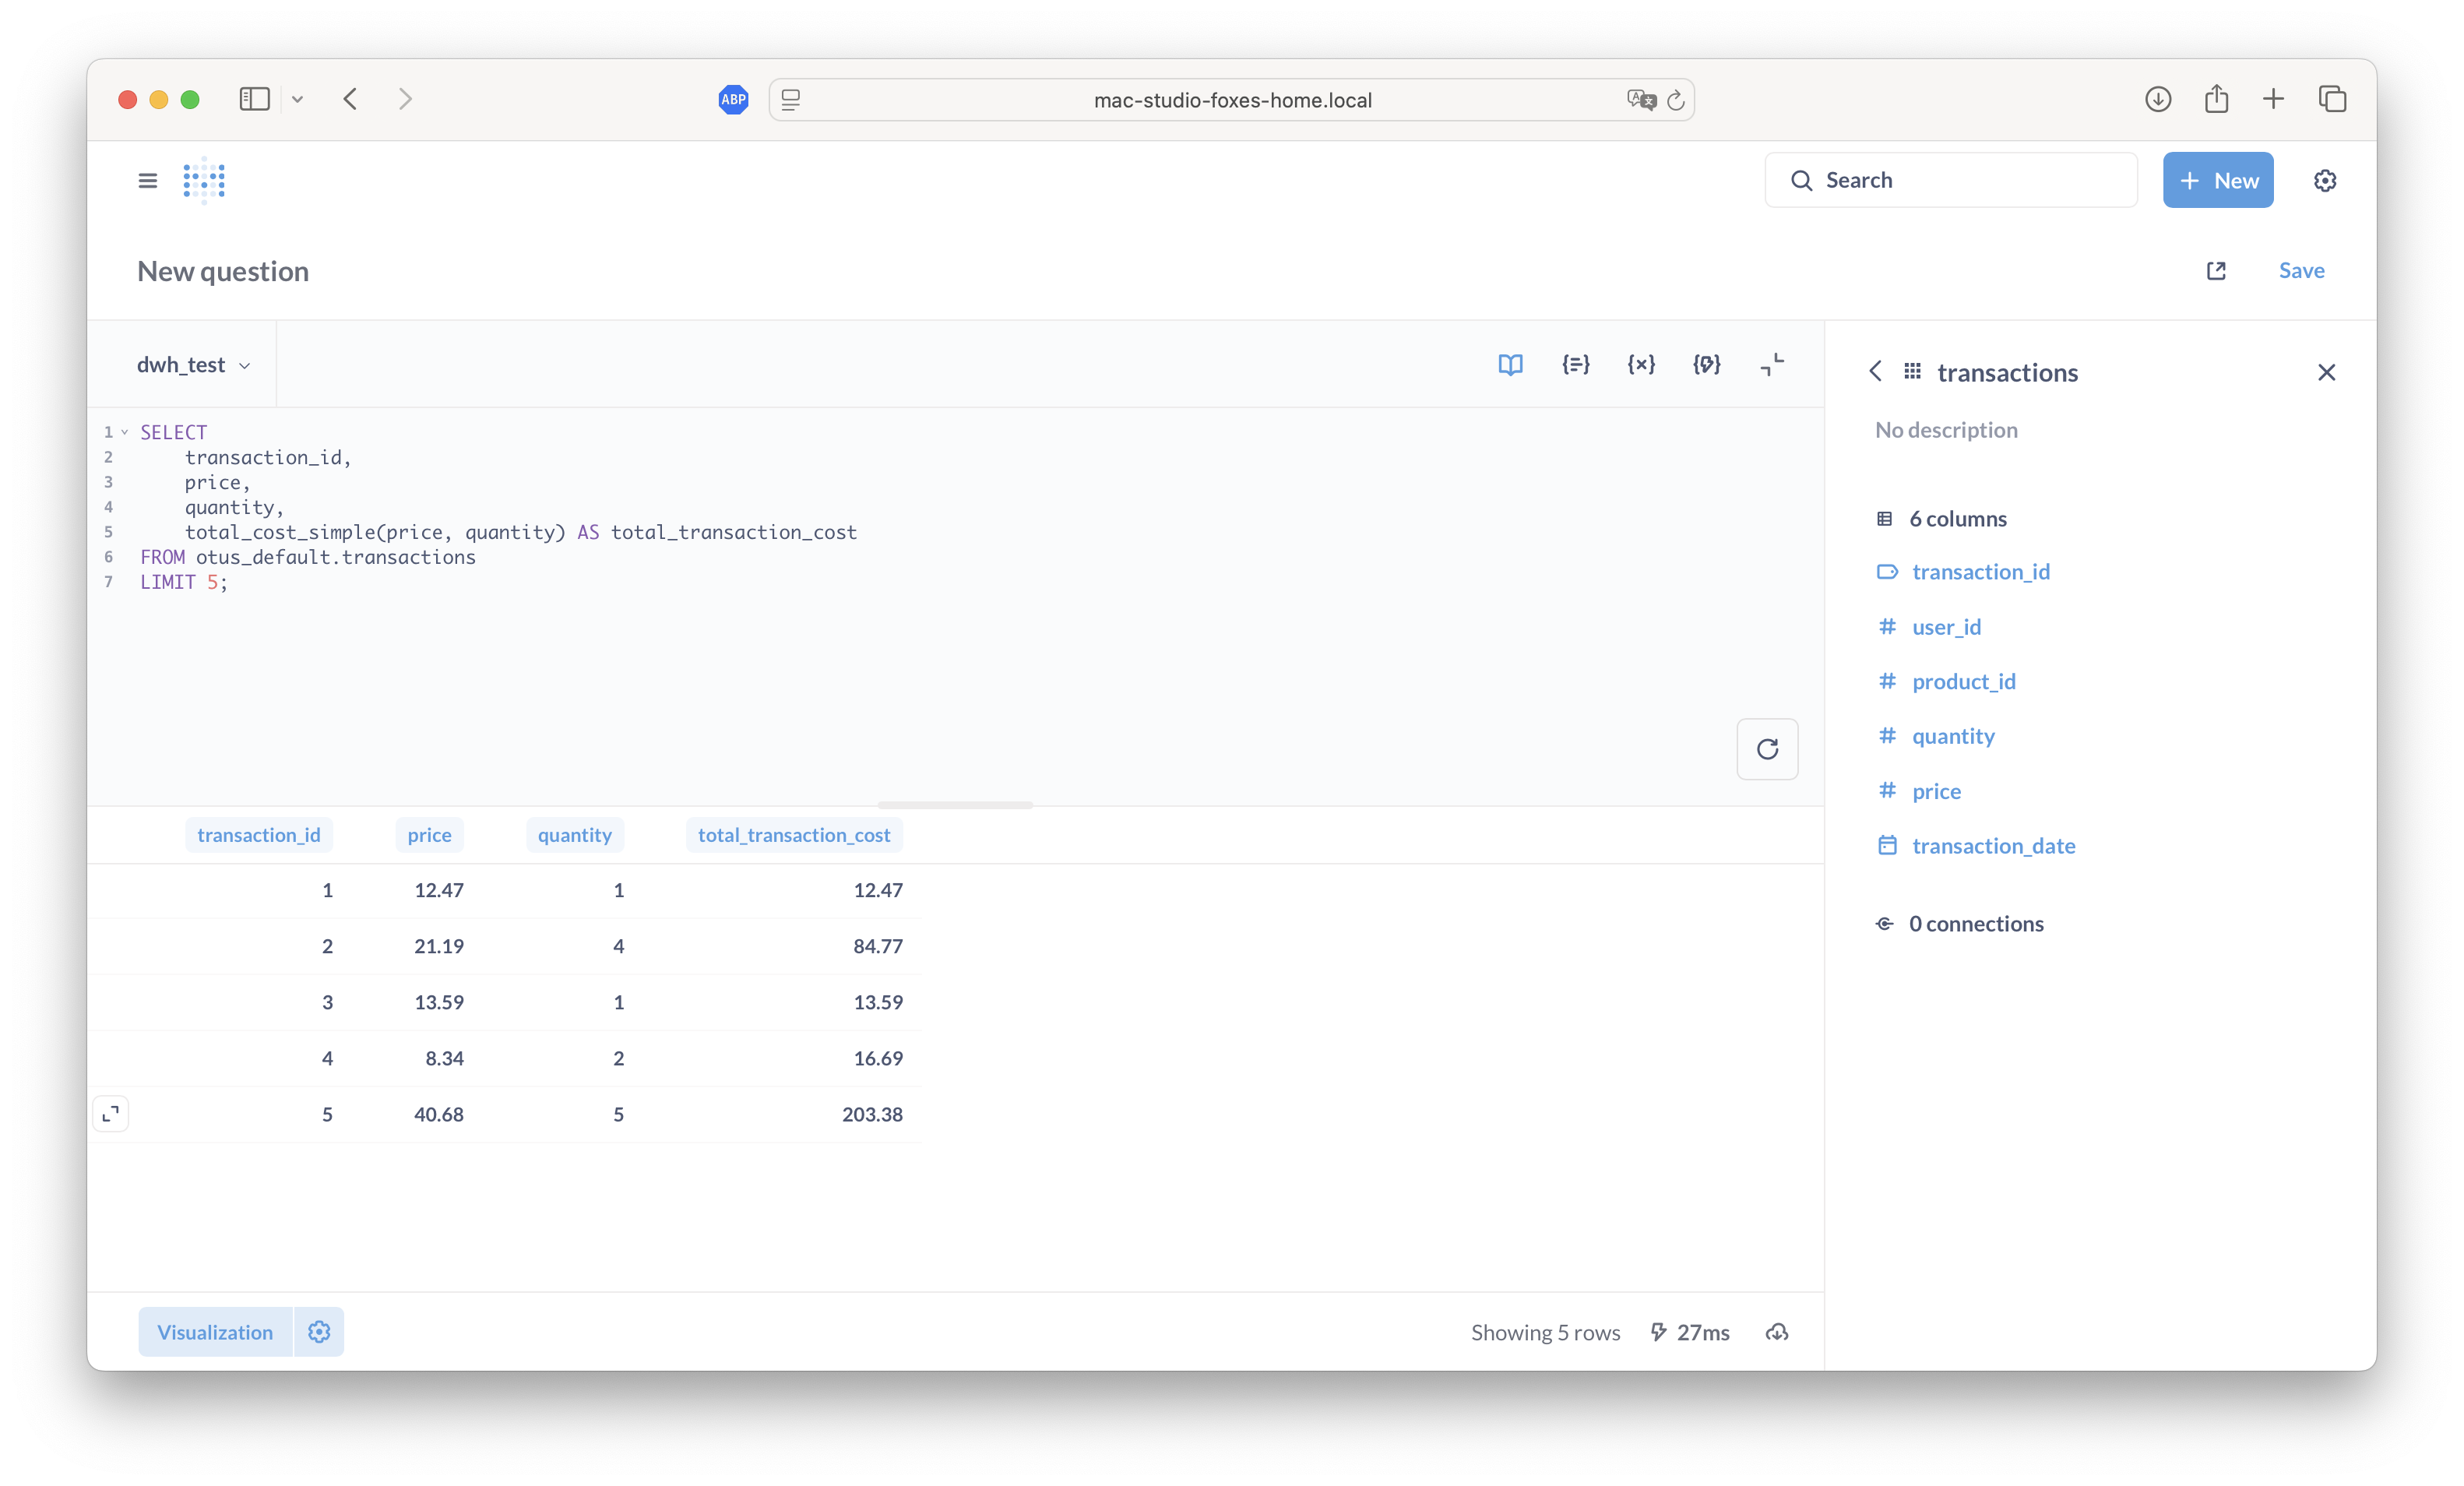 ABP
mac-studio-foxes-home.local
Search
+ New
New question
Save
dwh_test
1 SELECT
2 transaction_id,
3 price,
4 quantity,
5 total_cost_simple(price, quantity) AS total_transaction_cost
6 FROM otus_default.transactions
7 LIMIT 5;
transaction_id price quantity total_transaction_cost
1 12.47 1 12.47
2 21.19 4 84.77
3 13.59 1 13.59
4 8.34 2 16.69
5 40.68 5 203.38
Visualization
Showing 5 rows 27ms
transactions
No description
6 columns
transaction_id
# user_id
# product_id
# quantity
# price
transaction_date
0 connections